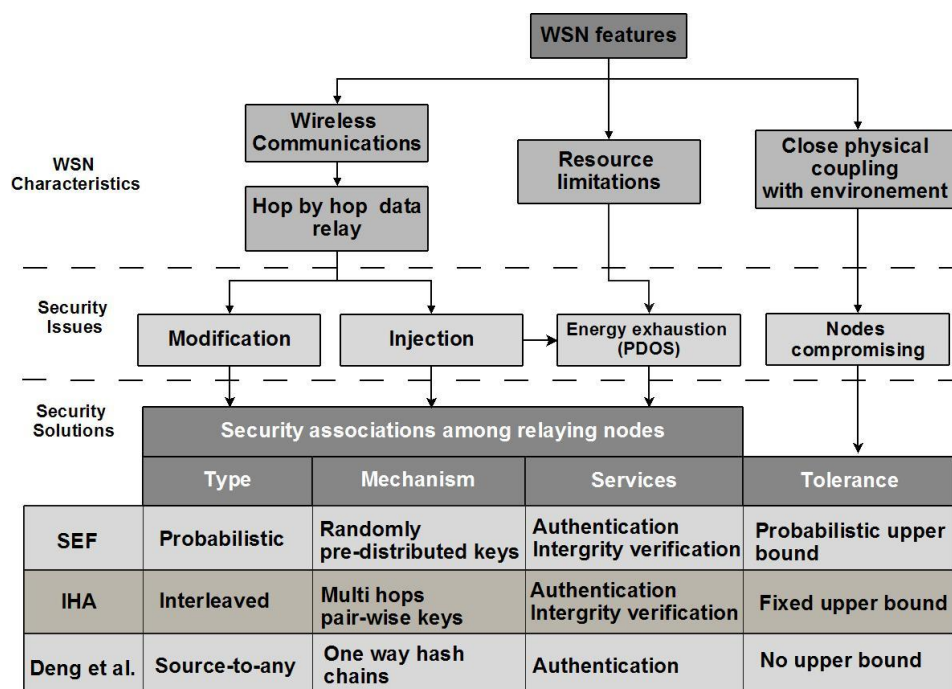 WSN features
Wireless
Communications
Resource
limitations
Close physical
coupling
with environement
WSN
Characteristics
Hop by hop data
relay
Security
Issues
Modification
Injection
Energy exhaustion
(PDOS)
Nodes
compromising
Security
Solutions
Security associations among relaying nodes
Type
Mechanism
Services
Tolerance
SEF
Probabilistic
Randomly
pre-distributed keys
Authentication
Intergrity verification
Probabilistic upper
bound
IHA
Interleaved
Multi hops
pair-wise keys
Authentication
Intergrity verification
Fixed upper bound
Deng et al.
Source-to-any
One way hash
chains
Authentication
No upper bound